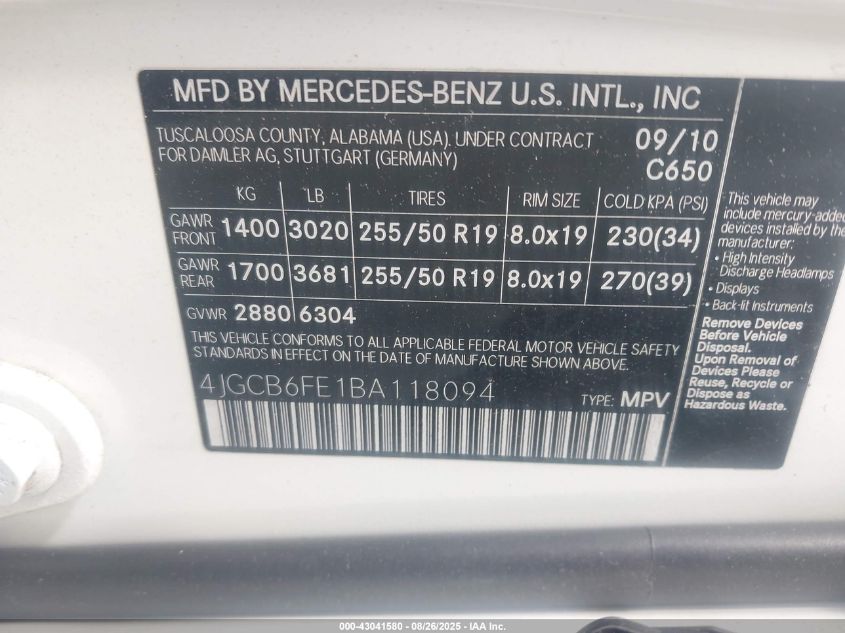 MFD BY MERCEDES-BENZ U.S. INTL., INC
TUSCALOOSA COUNTY, ALABAMA (USA). UNDER CONTRACT
FOR DAIMLER AG, STUTTGART (GERMANY)
09/10
C650
KG LB TIRES RIM SIZE COLD KPA (PSI)
GAWR FRONT 1400 3020 255/50 R19 8.0x19 230(34)
GAWR REAR 1700 3681 255/50 R19 8.0x19 270(39)
GVWR 2880 6304
THIS VEHICLE CONFORMS TO ALL APPLICABLE FEDERAL MOTOR VEHICLE SAFETY
STANDARDS IN EFFECT ON THE DATE OF MANUFACTURE SHOWN ABOVE.
4JGCB6FE1BA118094
TYPE: MPV
This vehicle may
include mercury-added
devices installed by the
manufacturer:
• High Intensity
Discharge Headlamps
• Displays
• Back-lit Instruments
Remove Devices
Before Vehicle
Disposal.
Upon Removal of
Devices Please
Reuse, Recycle or
Dispose as
Hazardous Waste.
000-43041580 - 08/26/2025 - IAA Inc.